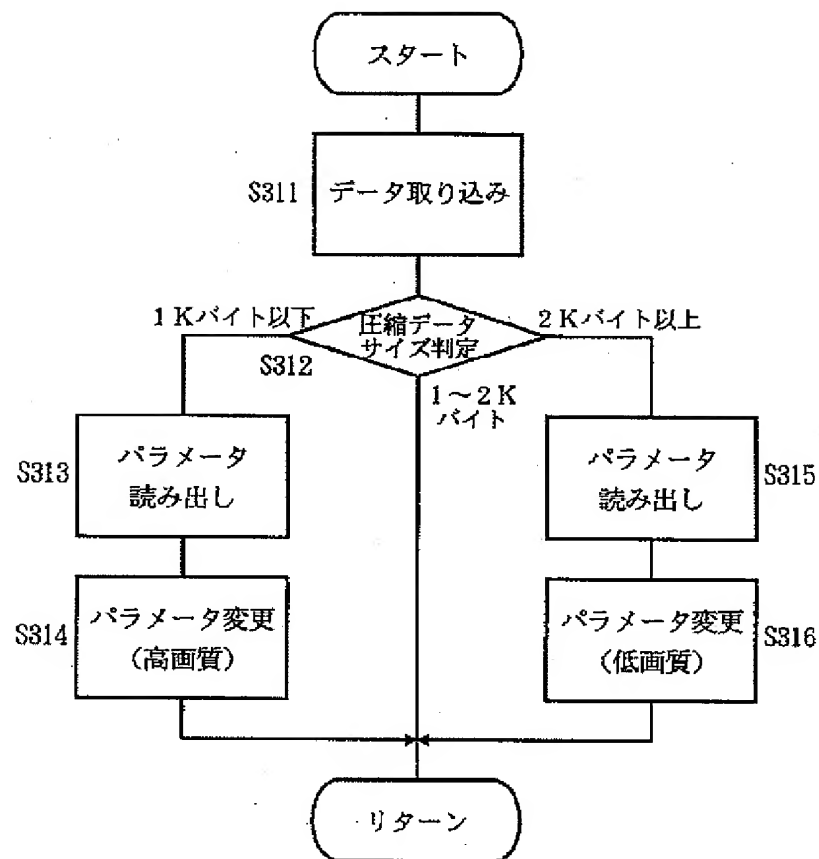 スタート
S311
データ取り込み
1Kバイト以下
圧縮データ
サイズ判定
2Kバイト以上
S312
1～2K
バイト
S313
パラメータ
読み出し
パラメータ
読み出し
S315
S314
パラメータ変更
(高画質)
パラメータ変更
(低画質)
S316
リターン